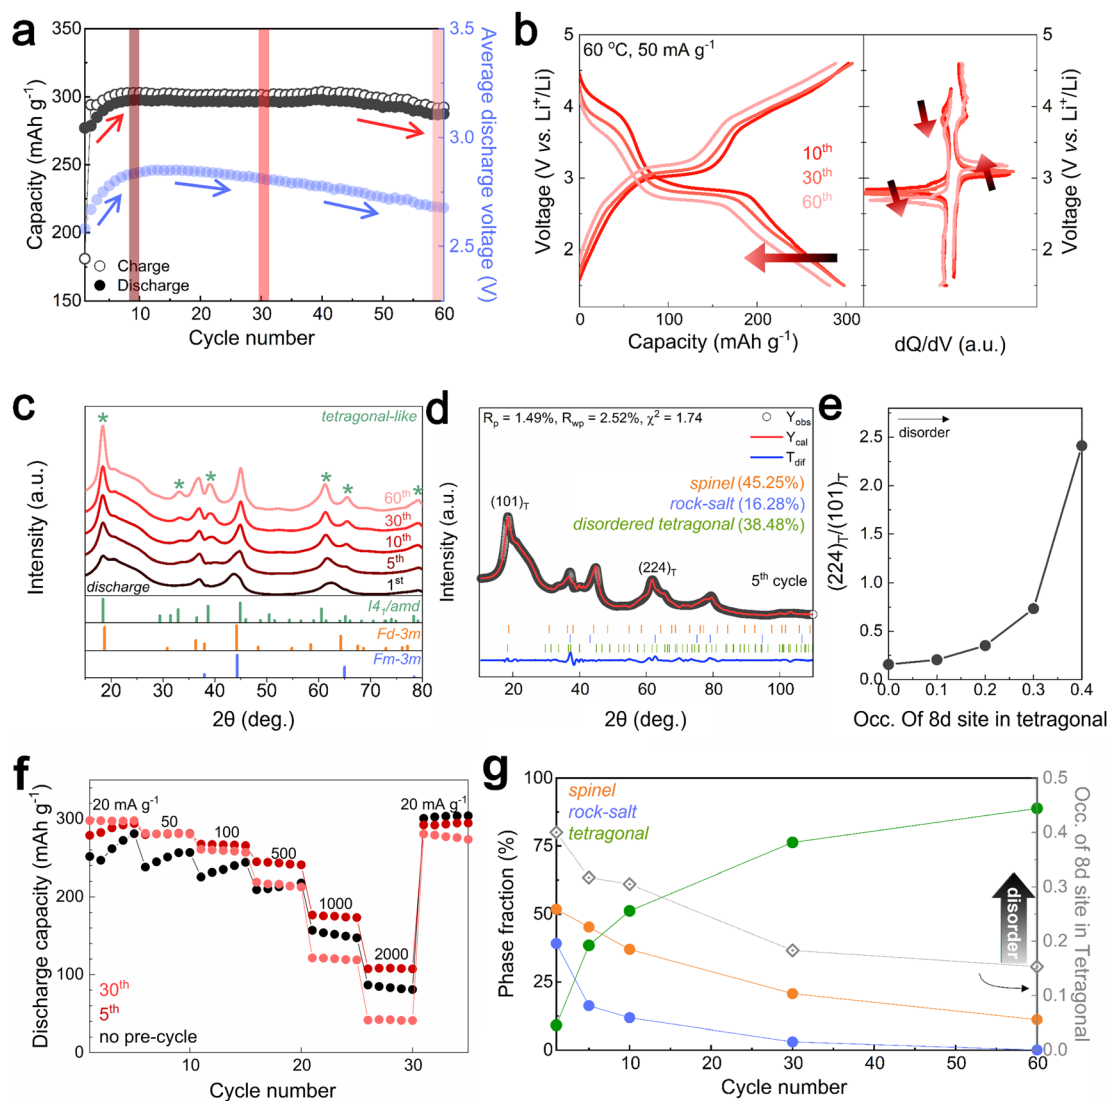 a
350
300
250
200
150
Capacity (mAh g⁻¹)
3.5
3.0
2.5
Average discharge voltage (V)
Charge
Discharge
10 20 30 40 50 60
Cycle number
b
60 °C, 50 mA g⁻¹
5
4
3
2
Voltage (V vs. Li⁺/Li)
10th
30th
60th
0 100 200 300
Capacity (mAh g⁻¹)
5
4
3
2
Voltage (V vs. Li⁺/Li)
dQ/dV (a.u.)
c
tetragonal-like
* * * * * *
Intensity (a.u.)
60th
30th
10th
5th
1st
discharge
I4₁/amd
Fd-3m
Fm-3m
20 30 40 50 60 70 80
2θ (deg.)
d
Rp = 1.49%, Rwp = 2.52%, χ² = 1.74
Yobs
Ycal
Tdif
spinel (45.25%)
rock-salt (16.28%)
disordered tetragonal (38.48%)
(101)T
(224)T
5th cycle
Intensity (a.u.)
20 40 60 80 100
2θ (deg.)
e
disorder
2.5
2.0
1.5
1.0
0.5
0.0
(224)T/(101)T
0.0 0.1 0.2 0.3 0.4
Occ. Of 8d site in tetragonal
f
20 mA g⁻¹
50
100
500
1000
2000
20 mA g⁻¹
300
200
100
0
Discharge capacity (mAh g⁻¹)
30th
5th
no pre-cycle
10 20 30
Cycle number
g
spinel
rock-salt
tetragonal
100
75
50
25
0
Phase fraction (%)
0.5
0.4
0.3
0.2
0.1
0.0
Occ. of 8d site in Tetragonal
disorder
10 20 30 40 50 60
Cycle number